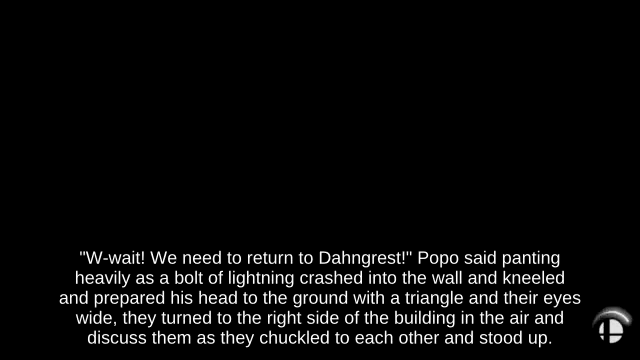 "W-wait! We need to return to Dahngrest!" Popo said panting
heavily as a bolt of lightning crashed into the wall and kneeled
and prepared his head to the ground with a triangle and their eyes
wide, they turned to the right side of the building in the air and
discuss them as they chuckled to each other and stood up.